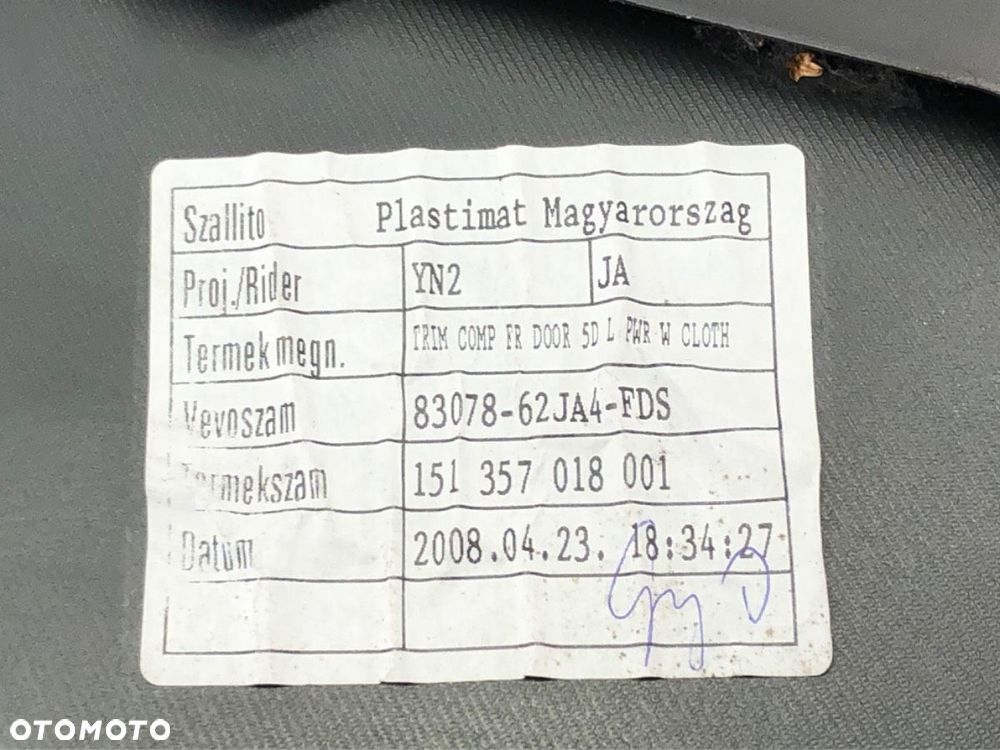 Szallito Plastimat Magyarorszag
Proj./Rider YN2 JA
Termek megn. TRIM COMP FR DOOR 5D L PWR W CLOTH
Vevoszam 83078-62JA4-FDS
Termekszam 151 357 018 001
Datum 2008.04.23. 18:34:27
OTOMOTO